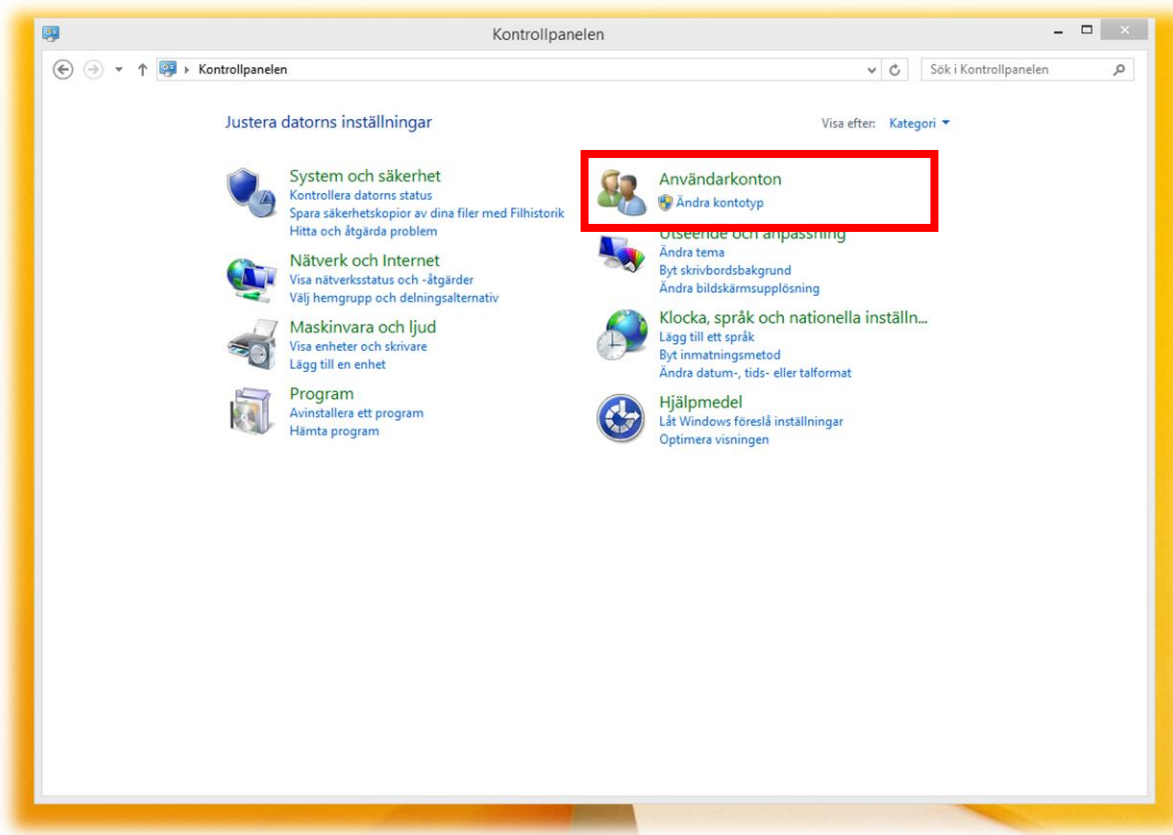 Kontrollpanelen
Kontrollpanelen
Sök i Kontrollpanelen
Justera datorns inställningar
Visa efter: Kategori
System och säkerhet
Kontrollera datorns status
Spara säkerhetskopior av dina filer med Filhistorik
Hitta och åtgärda problem
Nätverk och Internet
Visa nätverksstatus och -åtgärder
Välj hemgrupp och delningsalternativ
Maskinvara och ljud
Visa enheter och skrivare
Lägg till en enhet
Program
Avinstallera ett program
Hämta program
Användarkonton
Ändra kontotyp
Utseende och anpassning
Ändra tema
Byt skrivbordsbakgrund
Ändra bildskärmsupplösning
Klocka, språk och nationella inställn...
Lägg till ett språk
Byt inmatningsmetod
Ändra datum-, tids- eller talformat
Hjälpmedel
Låt Windows föreslå inställningar
Optimera visningen